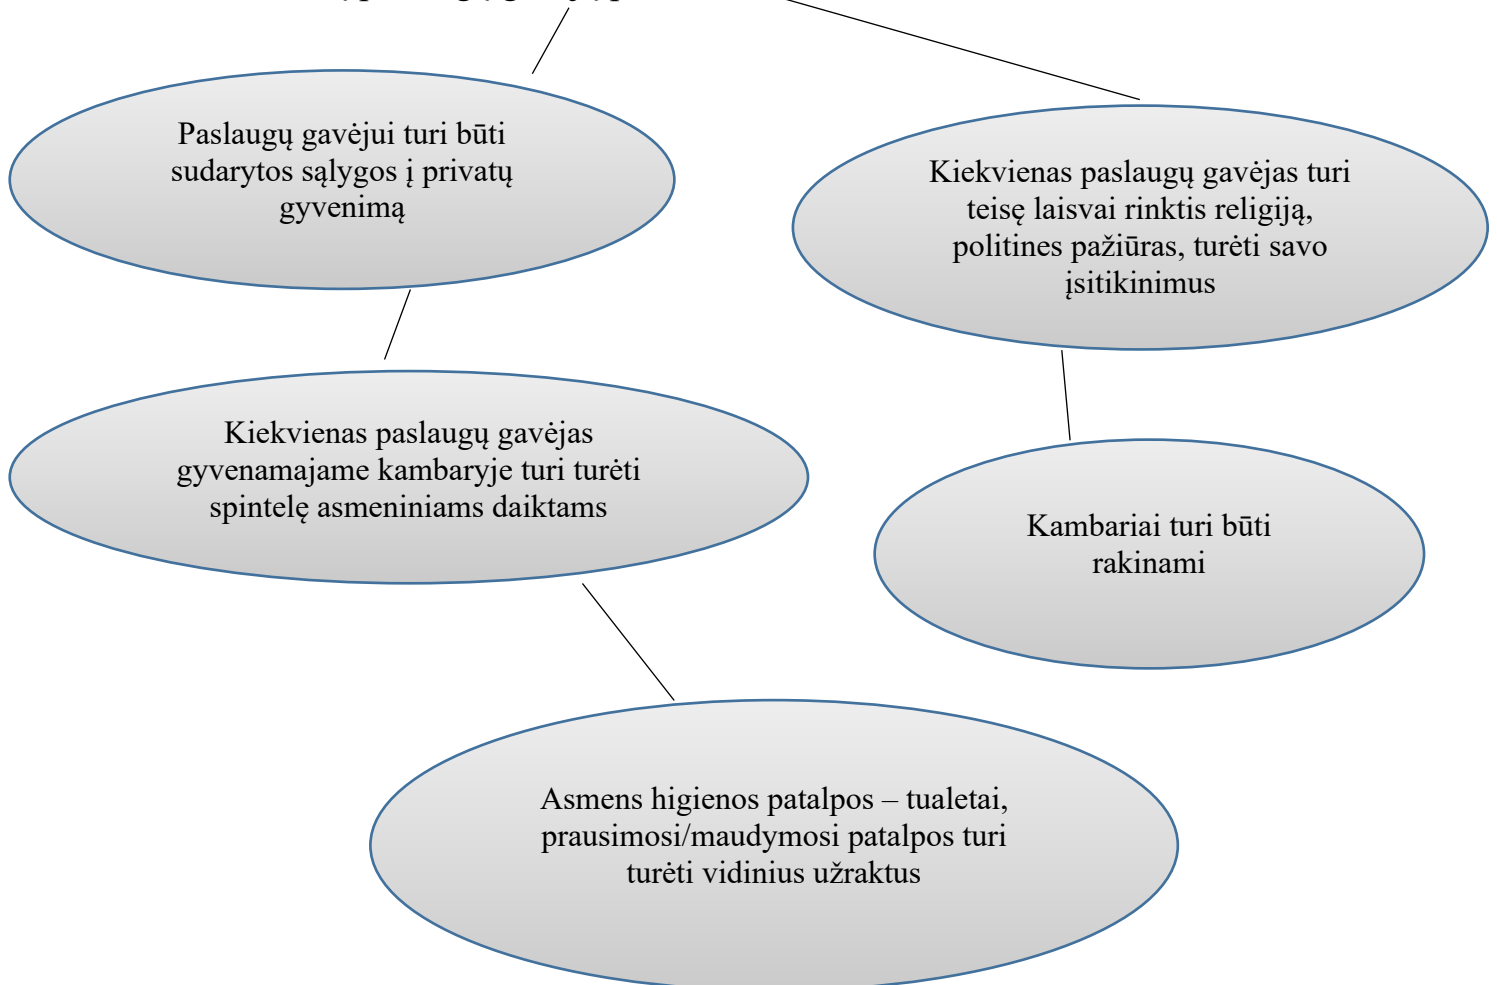 Paslaugų gavėjui turi būti
sudarytos sąlygos į privatų
gyvenimą
Kiekvienas paslaugų gavėjas turi
teisę laisvai rinktis religiją,
politines pažiūras, turėti savo
įsitikinimus
Kiekvienas paslaugų gavėjas
gyvenamajame kambaryje turi turėti
spintelę asmeniniams daiktams
Kambariai turi būti
rakinami
Asmens higienos patalpos – tualetai,
prausimosi/maudymosi patalpos turi
turėti vidinius užraktus